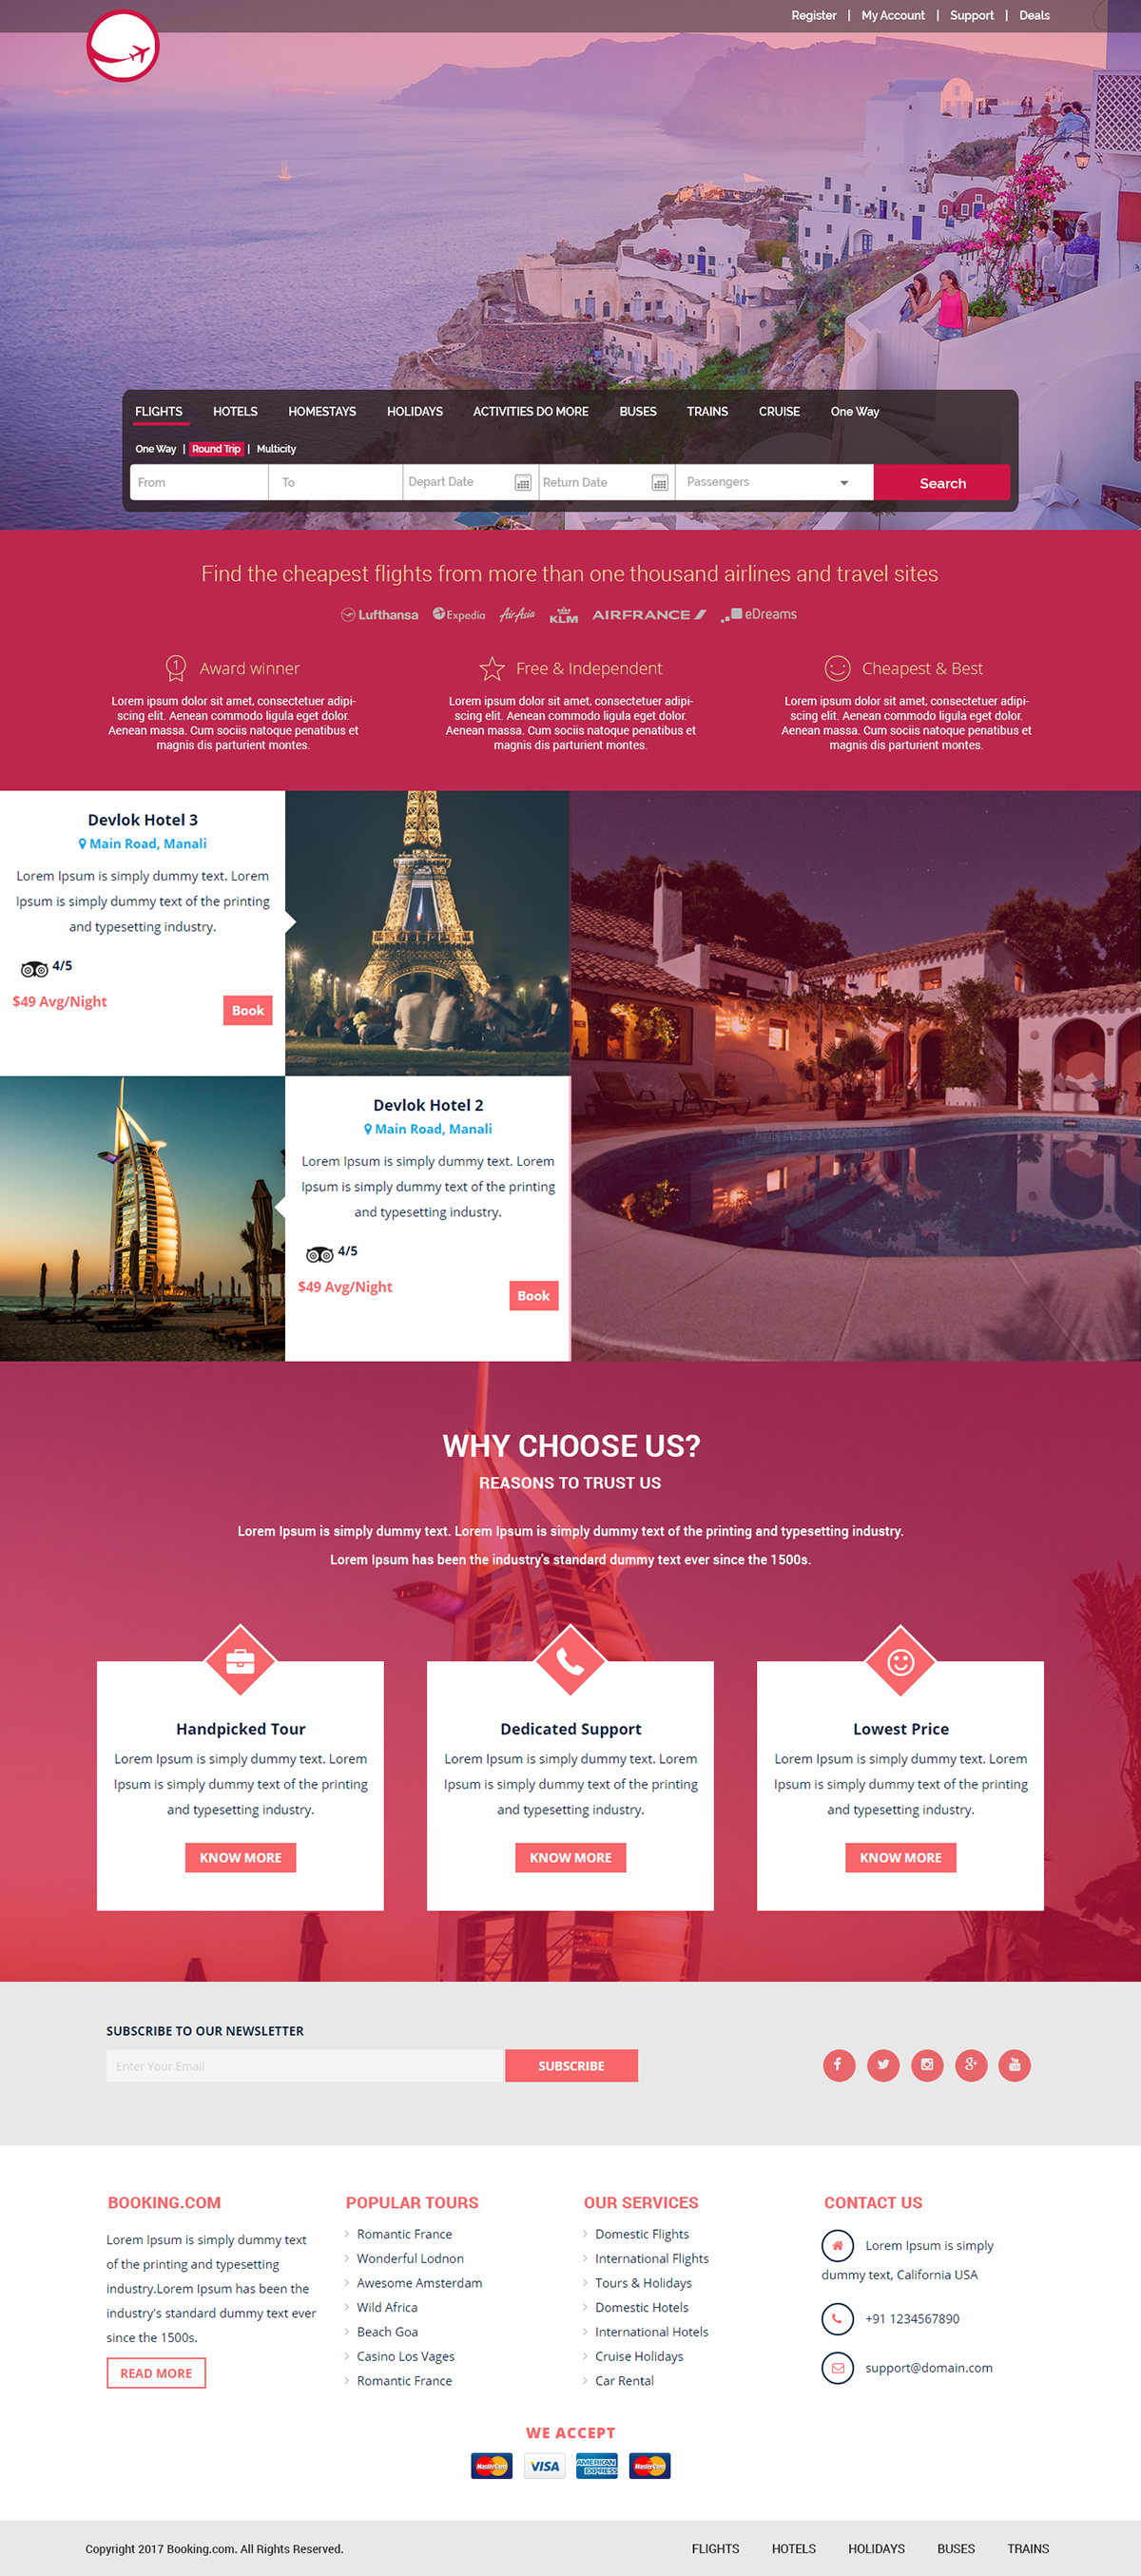 Register | My Account | Support | Deals
FLIGHTS HOTELS HOMESTAYS HOLIDAYS ACTIVITIES DO MORE BUSES TRAINS CRUISE One Way
One Way | Round Trip | Multicity
From To Depart Date Return Date Passengers Search
Find the cheapest flights from more than one thousand airlines and travel sites
Lufthansa Expedia AirAsia KLM AIRFRANCE eDreams
1 Award winner
Lorem ipsum dolor sit amet, consectetuer adipi-
scing elit. Aenean commodo ligula eget dolor.
Aenean massa. Cum sociis natoque penatibus et
magnis dis parturient montes.
Free & Independent
Lorem ipsum dolor sit amet, consectetuer adipi-
scing elit. Aenean commodo ligula eget dolor.
Aenean massa. Cum sociis natoque penatibus et
magnis dis parturient montes.
Cheapest & Best
Lorem ipsum dolor sit amet, consectetuer adipi-
scing elit. Aenean commodo ligula eget dolor.
Aenean massa. Cum sociis natoque penatibus et
magnis dis parturient montes.
Devlok Hotel 3
Main Road, Manali
Lorem Ipsum is simply dummy text. Lorem
Ipsum is simply dummy text of the printing
and typesetting industry.
4/5
$49 Avg/Night
Book
Devlok Hotel 2
Main Road, Manali
Lorem Ipsum is simply dummy text. Lorem
Ipsum is simply dummy text of the printing
and typesetting industry.
4/5
$49 Avg/Night
Book
WHY CHOOSE US?
REASONS TO TRUST US
Lorem Ipsum is simply dummy text. Lorem Ipsum is simply dummy text of the printing and typesetting industry.
Lorem Ipsum has been the industry's standard dummy text ever since the 1500s.
Handpicked Tour
Lorem Ipsum is simply dummy text. Lorem
Ipsum is simply dummy text of the printing
and typesetting industry.
KNOW MORE
Dedicated Support
Lorem Ipsum is simply dummy text. Lorem
Ipsum is simply dummy text of the printing
and typesetting industry.
KNOW MORE
Lowest Price
Lorem Ipsum is simply dummy text. Lorem
Ipsum is simply dummy text of the printing
and typesetting industry.
KNOW MORE
SUBSCRIBE TO OUR NEWSLETTER
Enter Your Email
SUBSCRIBE
BOOKING.COM
Lorem Ipsum is simply dummy text
of the printing and typesetting
industry.Lorem Ipsum has been the
industry's standard dummy text ever
since the 1500s.
READ MORE
POPULAR TOURS
Romantic France
Wonderful Lodnon
Awesome Amsterdam
Wild Africa
Beach Goa
Casino Los Vages
Romantic France
OUR SERVICES
Domestic Flights
International Flights
Tours & Holidays
Domestic Hotels
International Hotels
Cruise Holidays
Car Rental
CONTACT US
Lorem Ipsum is simply
dummy text, California USA
+91 1234567890
support@domain.com
WE ACCEPT
MasterCard VISA AMERICAN EXPRESS MasterCard
Copyright 2017 Booking.com. All Rights Reserved.
FLIGHTS HOTELS HOLIDAYS BUSES TRAINS